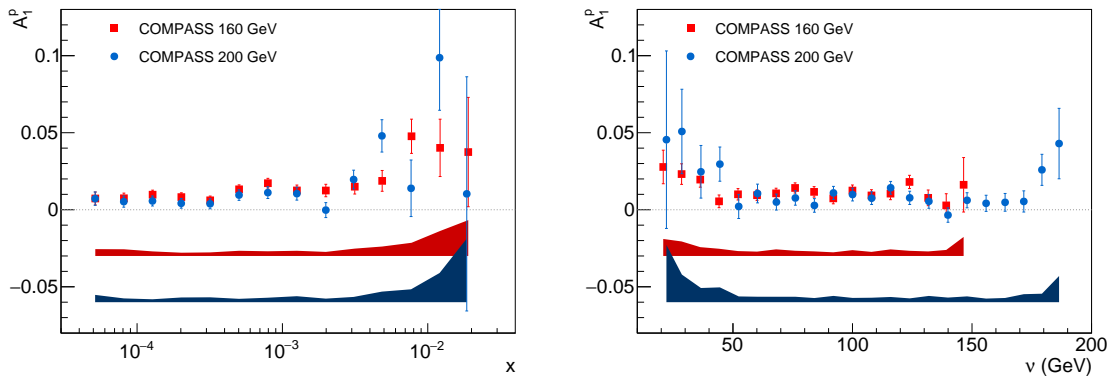 A₁ᵖ
COMPASS 160 GeV
COMPASS 200 GeV
0.1
0.05
0
−0.05
10⁻⁴
10⁻³
10⁻²
x
A₁ᵖ
COMPASS 160 GeV
COMPASS 200 GeV
0.1
0.05
0
−0.05
50
100
150
200
ν (GeV)